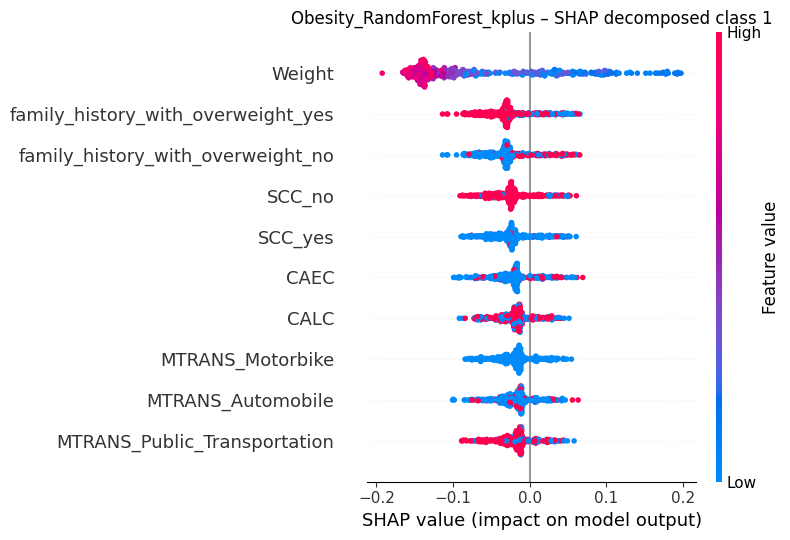 Obesity_RandomForest_kplus – SHAP decomposed class 1
High
Weight
family_history_with_overweight_yes
family_history_with_overweight_no
SCC_no
SCC_yes
CAEC
CALC
MTRANS_Motorbike
MTRANS_Automobile
MTRANS_Public_Transportation
Feature value
Low
−0.2 −0.1 0.0 0.1 0.2
SHAP value (impact on model output)